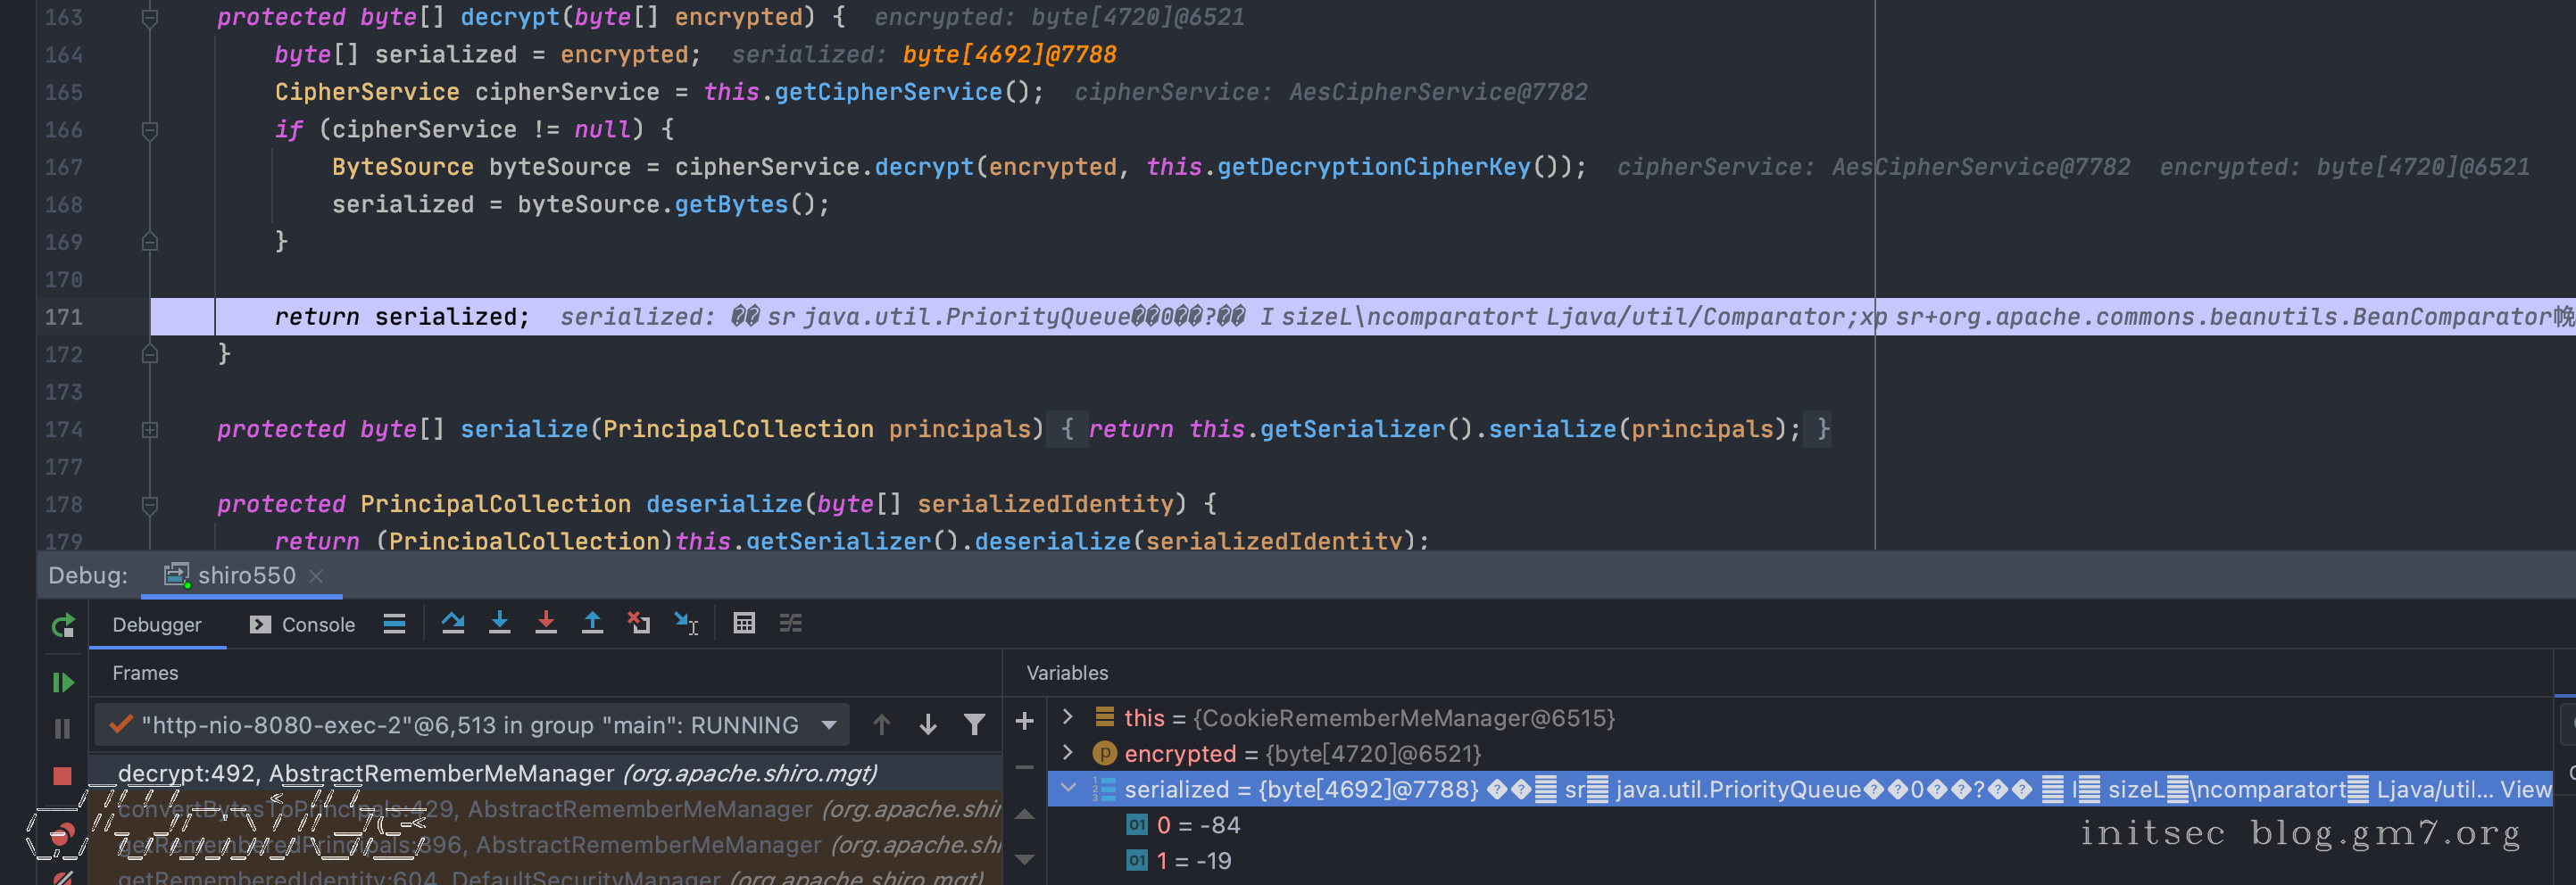 163 protected byte[] decrypt(byte[] encrypted) { encrypted: byte[4720]@6521
164 byte[] serialized = encrypted; serialized: byte[4692]@7788
165 CipherService cipherService = this.getCipherService(); cipherService: AesCipherService@7782
166 if (cipherService != null) {
167 ByteSource byteSource = cipherService.decrypt(encrypted, this.getDecryptionCipherKey()); cipherService: AesCipherService@7782 encrypted: byte[4720]@6521
168 serialized = byteSource.getBytes();
169 }
170
171 return serialized; serialized: �� sr java.util.PriorityQueue��0��?�� I sizeL\ncomparatort Ljava/util/Comparator;xp sr+org.apache.commons.beanutils.BeanComparator
172 }
173
174 protected byte[] serialize(PrincipalCollection principals) { return this.getSerializer().serialize(principals); }
177
178 protected PrincipalCollection deserialize(byte[] serializedIdentity) {
179 return (PrincipalCollection)this.getSerializer().deserialize(serializedIdentity);
Debug: shiro550
Debugger Console
Frames
Variables
"http-nio-8080-exec-2"@6,513 in group "main": RUNNING
this = {CookieRememberMeManager@6515}
encrypted = {byte[4720]@6521}
decrypt:492, AbstractRememberMeManager (org.apache.shiro.mgt)
serialized = {byte[4692]@7788} �� sr java.util.PriorityQueue��0��?�� I sizeL\ncomparatort Ljava/util... View
convertBytesToPrincipals:429, AbstractRememberMeManager (org.apache.shir
0 = -84
getRememberedPrincipals:396, AbstractRememberMeManager (org.apache.shi
1 = -19
getRememberedIdentity:604, DefaultSecurityManager (org.apache.shiro.mgt)
initsec blog.gm7.org